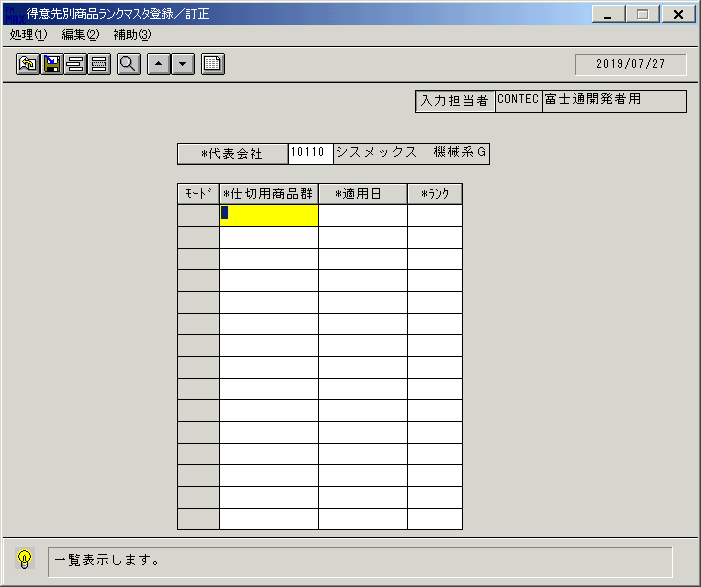 得意先別商品ランクマスタ登録／訂正
処理(1) 編集(2) 補助(3)
2019/07/27
入力担当者 CONTEC 富士通開発者用
*代表会社 10110 シスメックス　機械系G
ﾓｰﾄﾞ *仕切用商品群 *適用日 *ﾗﾝｸ
一覧表示します。